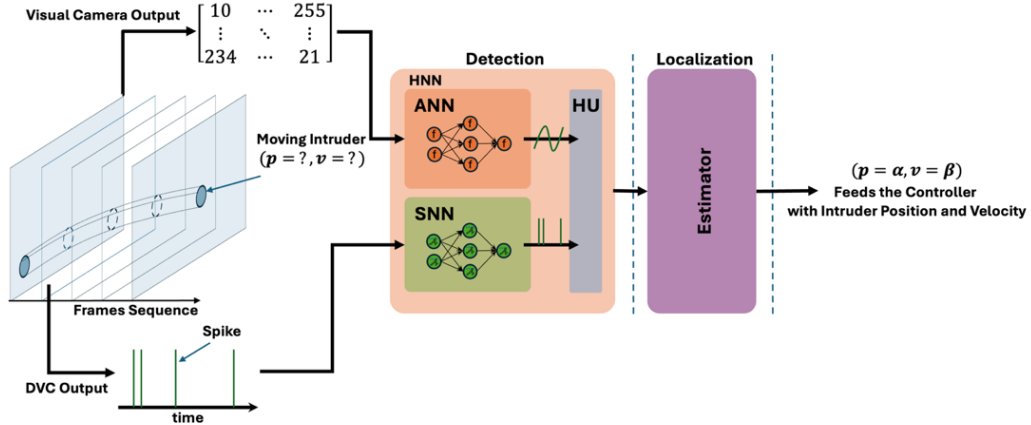 Visual Camera Output
10 ⋯ 255
⋮ ⋱ ⋮
234 ⋯ 21
Moving Intruder
(p = ?, v = ?)
Frames Sequence
DVC Output
Spike
time
Detection
HNN
ANN
f
f
f
f
f
f
HU
SNN
Localization
Estimator
(p = α, v = β)
Feeds the Controller
with Intruder Position and Velocity